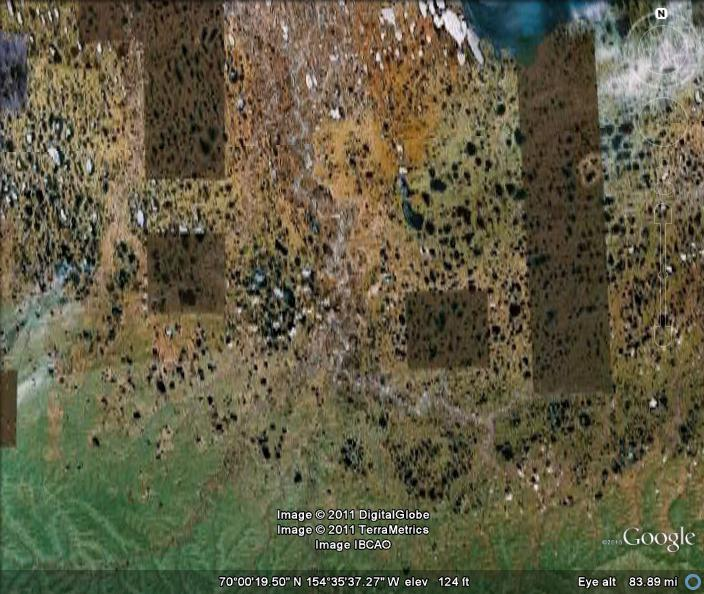 N
Image © 2011 DigitalGlobe
Image © 2011 TerraMetrics
Image IBCAO
Google
70°00'19.50" N 154°35'37.27" W elev 124 ft
Eye alt 83.89 mi